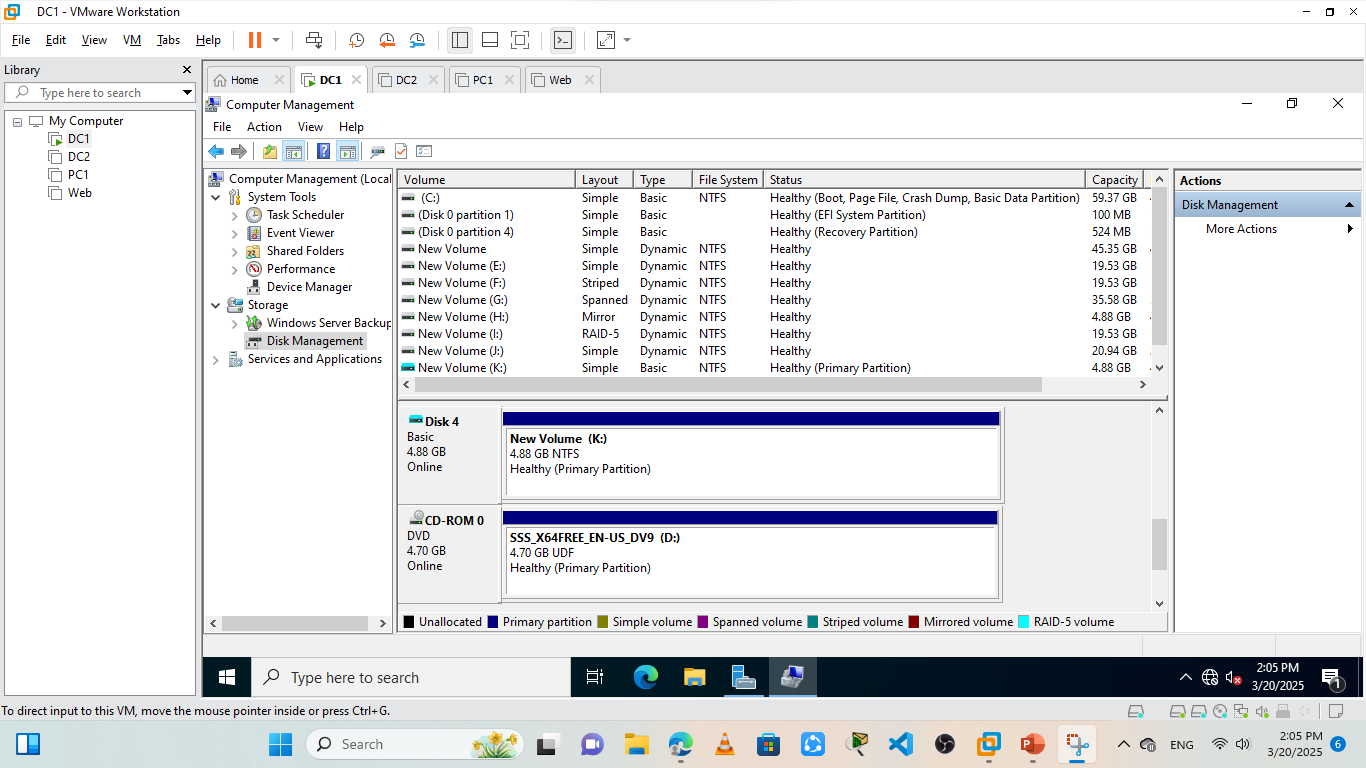 DC1 - VMware Workstation
File Edit View VM Tabs Help
Library
Type here to search
My Computer
DC1
DC2
PC1
Web
Home DC1 DC2 PC1 Web
Computer Management
File Action View Help
Computer Management (Local
System Tools
Task Scheduler
Event Viewer
Shared Folders
Performance
Device Manager
Storage
Windows Server Backup
Disk Management
Services and Applications
Volume Layout Type File System Status Capacity
(C:) Simple Basic NTFS Healthy (Boot, Page File, Crash Dump, Basic Data Partition) 59.37 GB
(Disk 0 partition 1) Simple Basic Healthy (EFI System Partition) 100 MB
(Disk 0 partition 4) Simple Basic Healthy (Recovery Partition) 524 MB
New Volume Simple Dynamic NTFS Healthy 45.35 GB
New Volume (E:) Simple Dynamic NTFS Healthy 19.53 GB
New Volume (F:) Striped Dynamic NTFS Healthy 19.53 GB
New Volume (G:) Spanned Dynamic NTFS Healthy 35.58 GB
New Volume (H:) Mirror Dynamic NTFS Healthy 4.88 GB
New Volume (I:) RAID-5 Dynamic NTFS Healthy 19.53 GB
New Volume (J:) Simple Dynamic NTFS Healthy 20.94 GB
New Volume (K:) Simple Basic NTFS Healthy (Primary Partition) 4.88 GB
Disk 4
Basic
4.88 GB
Online
New Volume (K:)
4.88 GB NTFS
Healthy (Primary Partition)
CD-ROM 0
DVD
4.70 GB
Online
SSS_X64FREE_EN-US_DV9 (D:)
4.70 GB UDF
Healthy (Primary Partition)
Unallocated Primary partition Simple volume Spanned volume Striped volume Mirrored volume RAID-5 volume
Actions
Disk Management
More Actions
Type here to search
2:05 PM
3/20/2025
1
To direct input to this VM, move the mouse pointer inside or press Ctrl+G.
Search
ENG
2:05 PM
3/20/2025
6